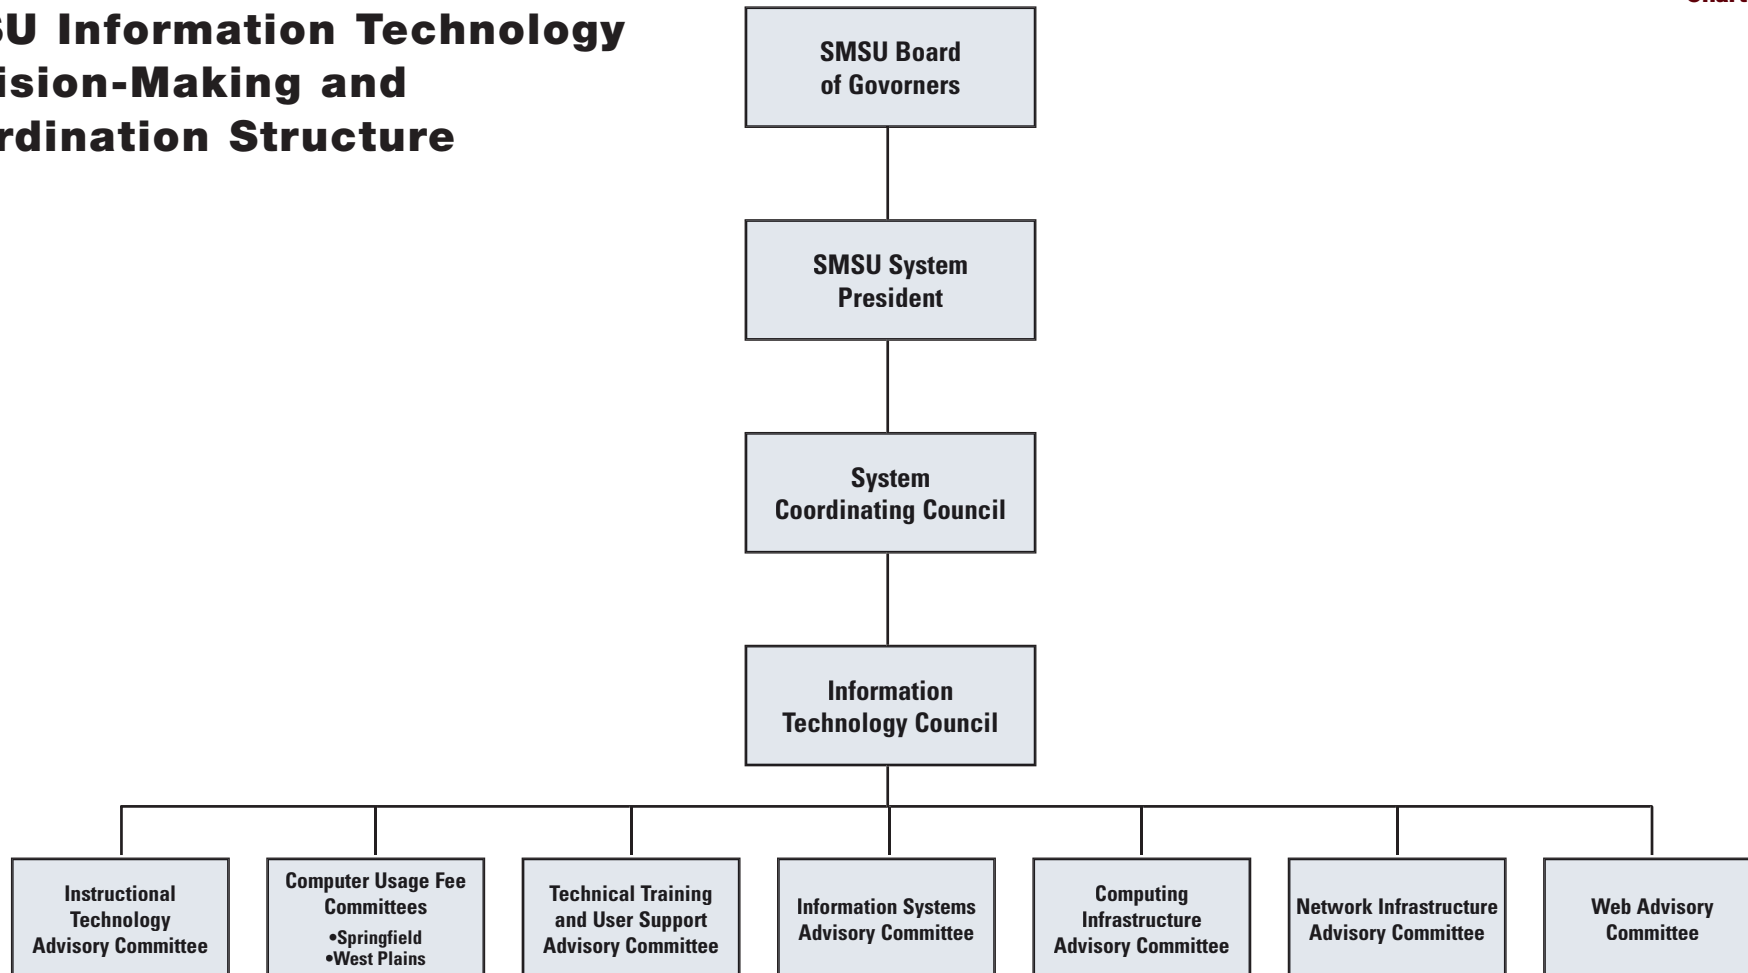 SU Information Technology
ision-Making and
rdination Structure
SMSU Board
of Govorners
SMSU System
President
System
Coordinating Council
Information
Technology Council
Instructional
Technology
Advisory Committee
Computer Usage Fee
Committees
•Springfield
•West Plains
Technical Training
and User Support
Advisory Committee
Information Systems
Advisory Committee
Computing
Infrastructure
Advisory Committee
Network Infrastructure
Advisory Committee
Web Advisory
Committee